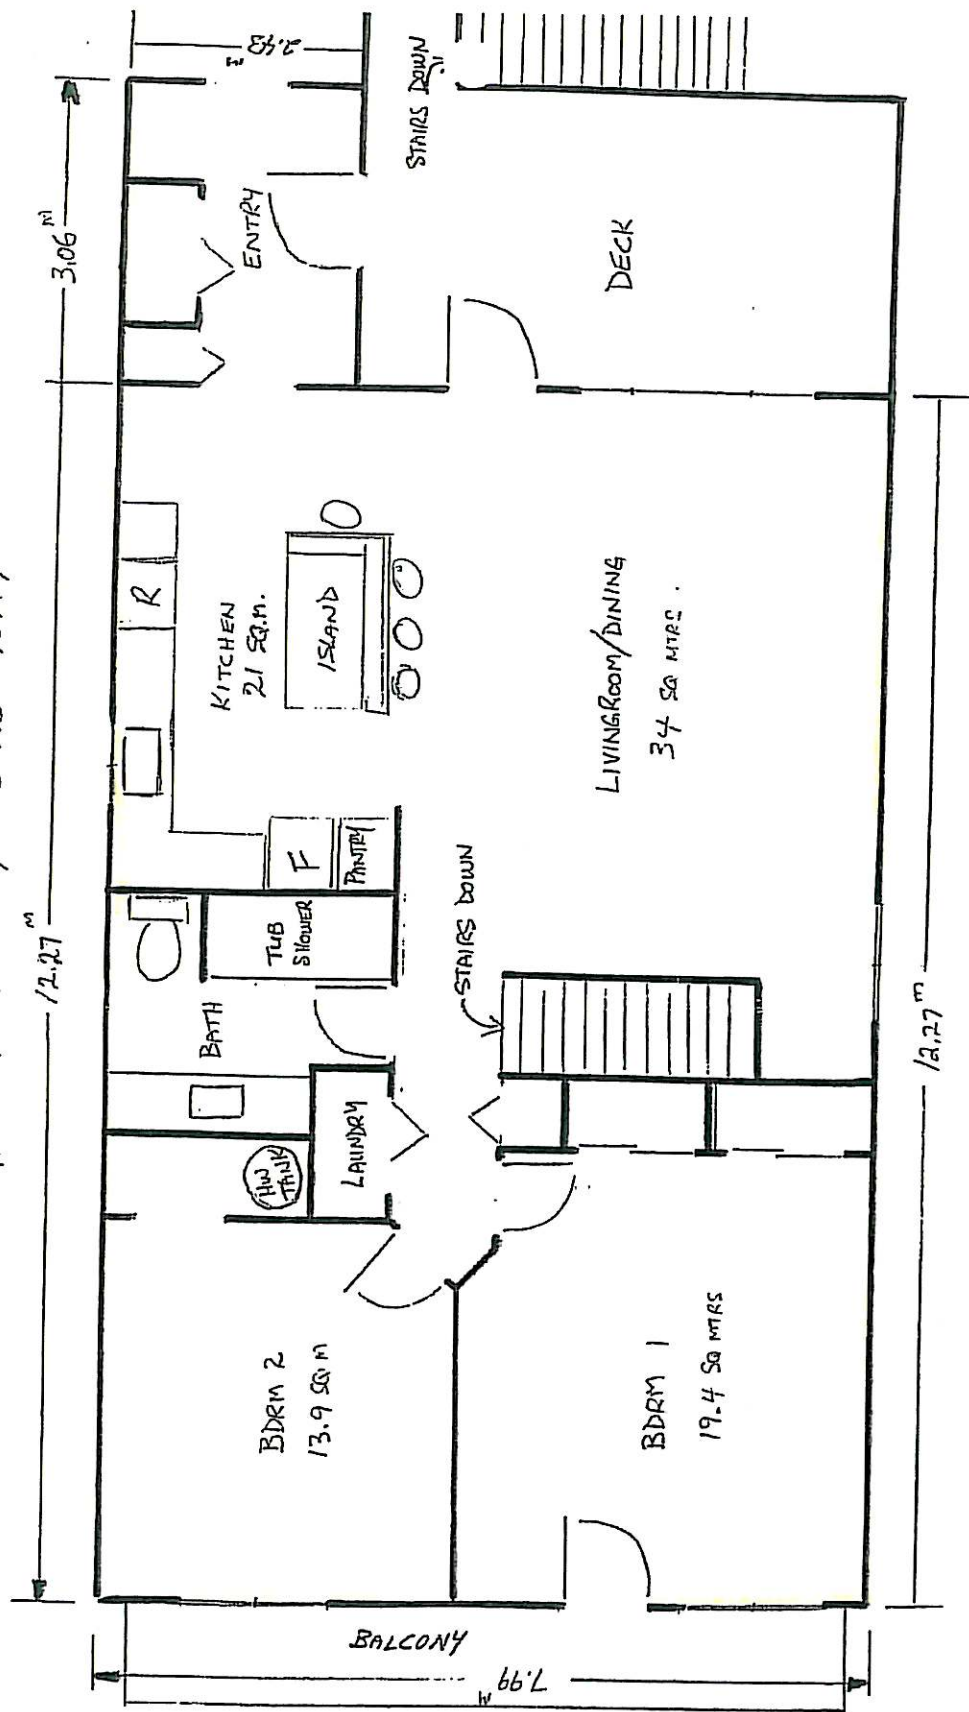 12.27 M
3.06 M
2.43 M
STAIRS DOWN
ENTRY
DECK
R
KITCHEN
21 SQ.M.
ISLAND
F
PANTRY
LIVINGROOM/DINING
34 SQ MTRS.
TUB
SHOWER
BATH
STAIRS DOWN
LAUNDRY
HW
TANK
BDRM 2
13.9 SQ.M
BDRM 1
19.4 SQ MTRS
BALCONY
7.99 M
12.27 M